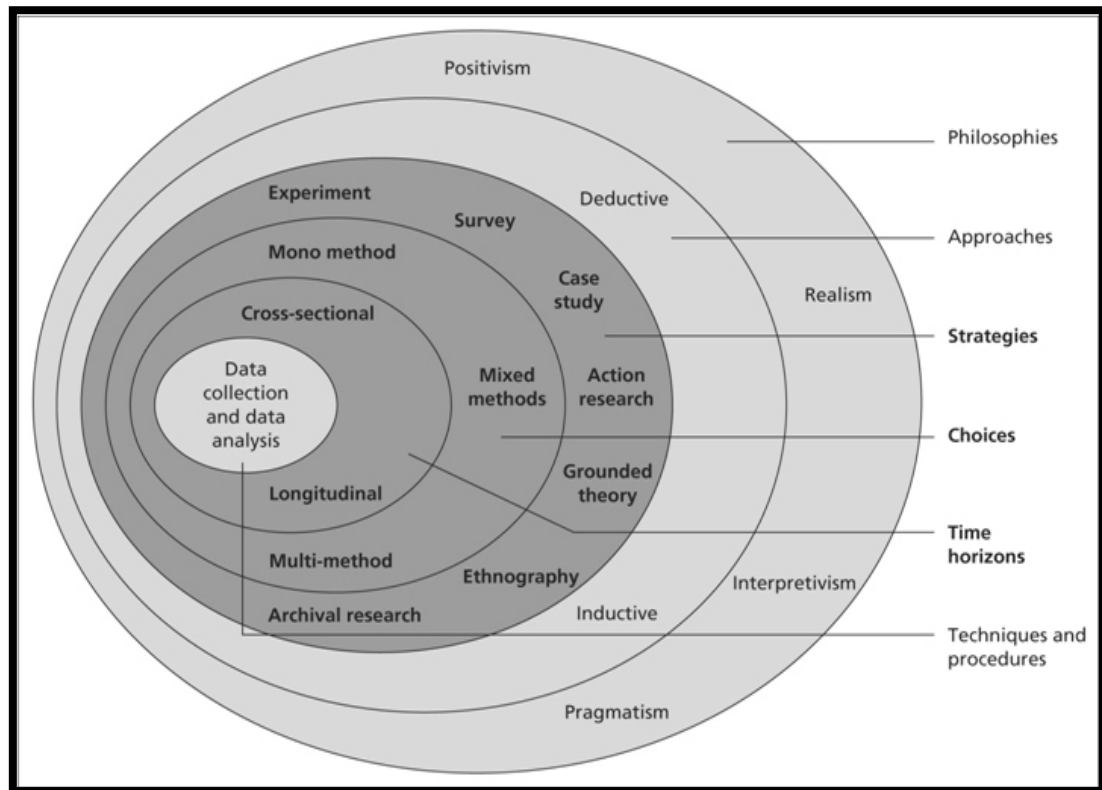 Positivism
Philosophies
Experiment
Deductive
Survey
Approaches
Mono method
Case
study
Realism
Cross-sectional
Strategies
Data
collection
and data
analysis
Mixed
methods
Action
research
Choices
Grounded
theory
Longitudinal
Time
horizons
Multi-method
Ethnography
Interpretivism
Archival research
Inductive
Techniques and
procedures
Pragmatism